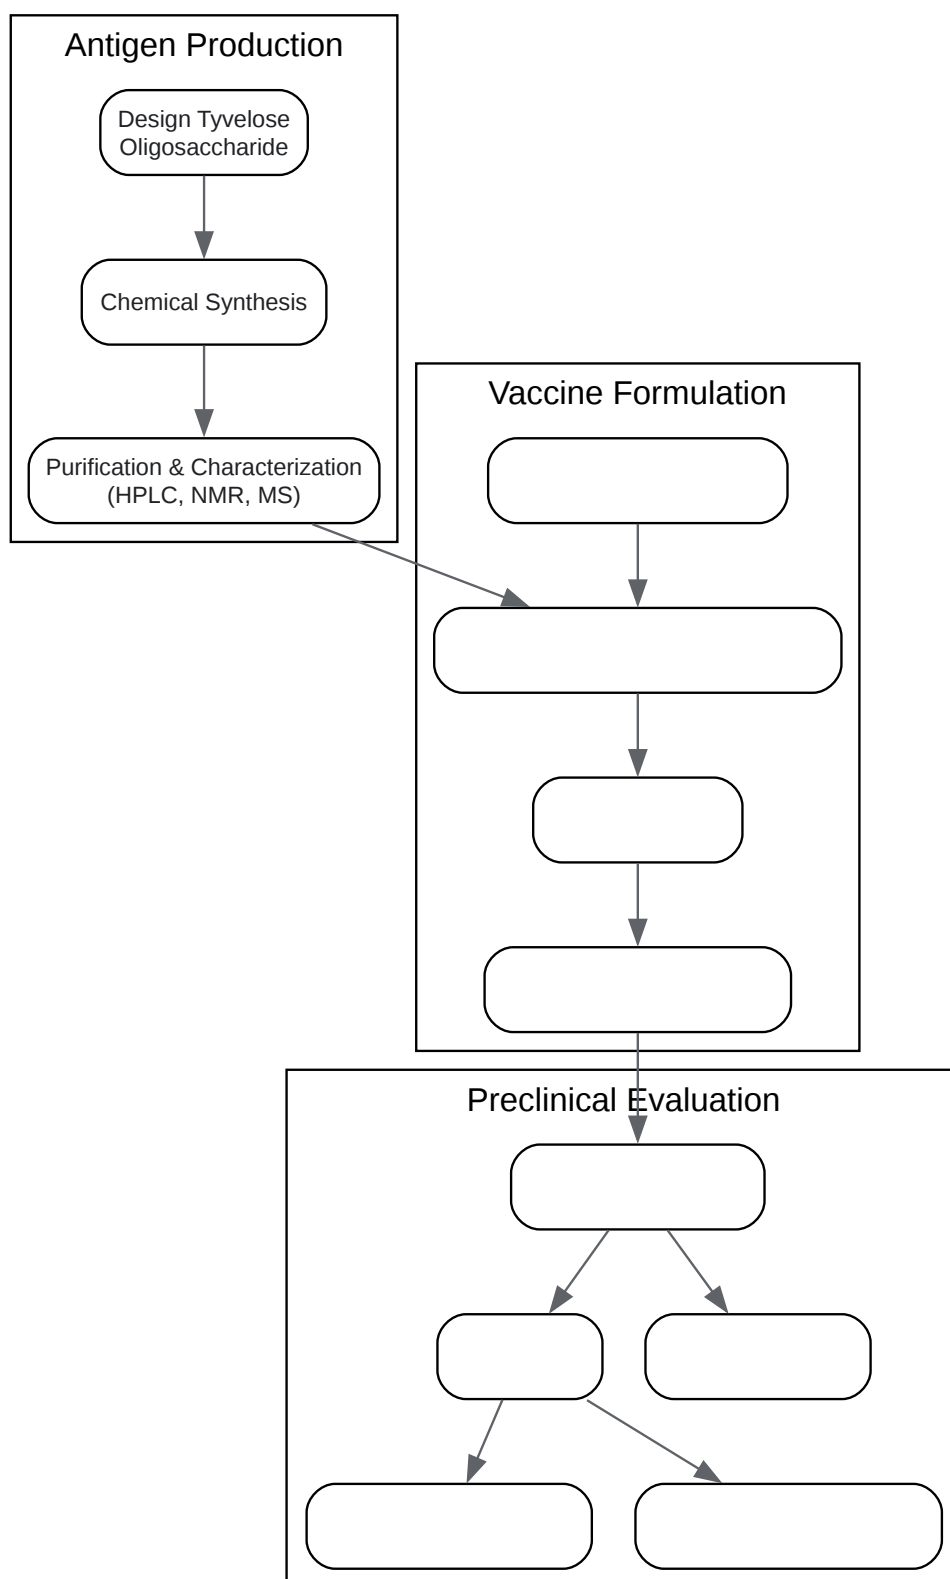 Antigen Production
Design Tyvelose
Oligosaccharide
Chemical Synthesis
Purification & Characterization
(HPLC, NMR, MS)
Vaccine Formulation
Preclinical Evaluation